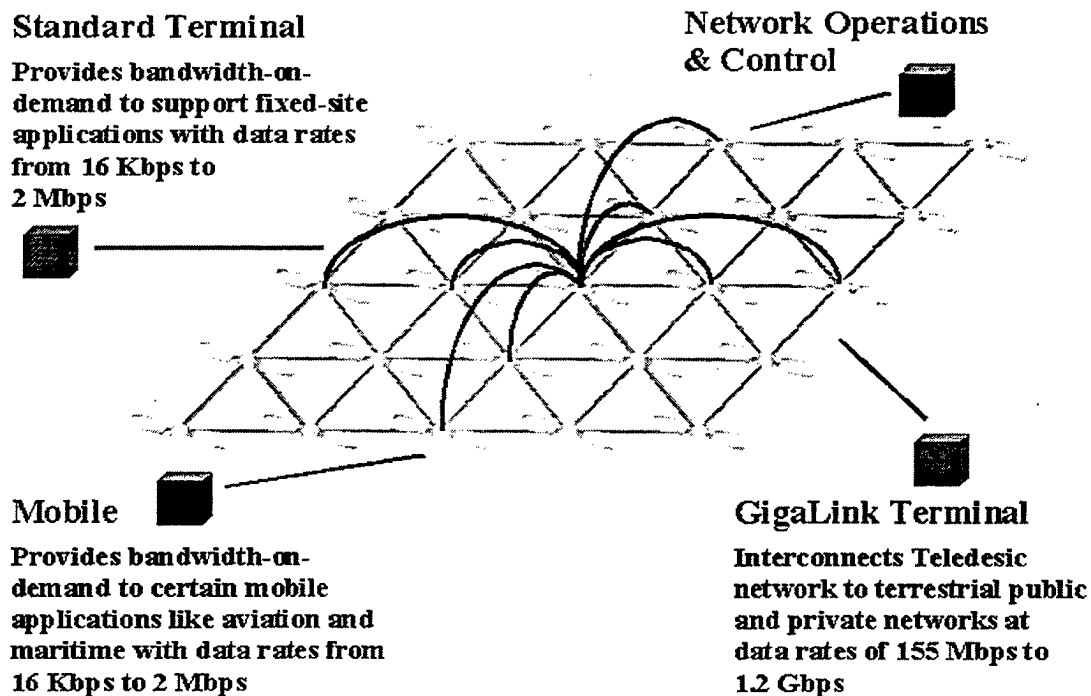 Standard Terminal
Provides bandwidth-on-
demand to support fixed-site
applications with data rates
from 16 Kbps to
2 Mbps
Network Operations
& Control
Mobile
Provides bandwidth-on-
demand to certain mobile
applications like aviation and
maritime with data rates from
16 Kbps to 2 Mbps
GigaLink Terminal
Interconnects Teledesic
network to terrestrial public
and private networks at
data rates of 155 Mbps to
1.2 Gbps